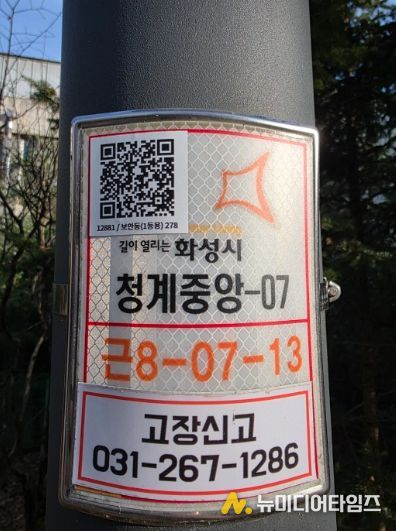 12881 / 보안등(1등용) 278
길이 열리는 화성시
청계중앙-07
근8-07-13
고장신고
031-267-1286
뉴미디어타임즈